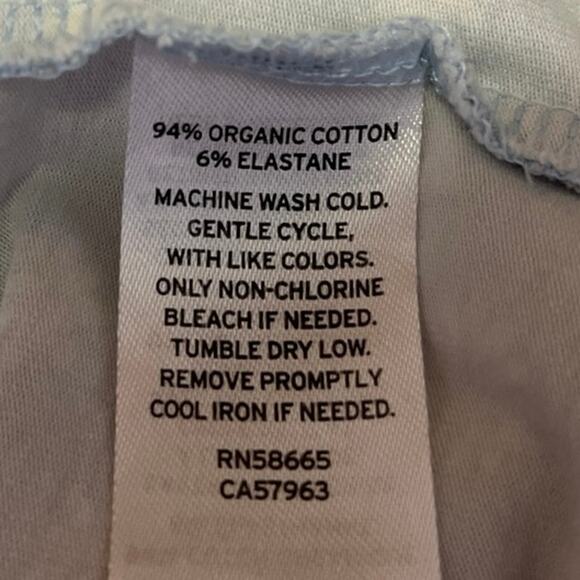 94% ORGANIC COTTON
6% ELASTANE
MACHINE WASH COLD.
GENTLE CYCLE,
WITH LIKE COLORS.
ONLY NON-CHLORINE
BLEACH IF NEEDED.
TUMBLE DRY LOW.
REMOVE PROMPTLY
COOL IRON IF NEEDED.
RN58665
CA57963